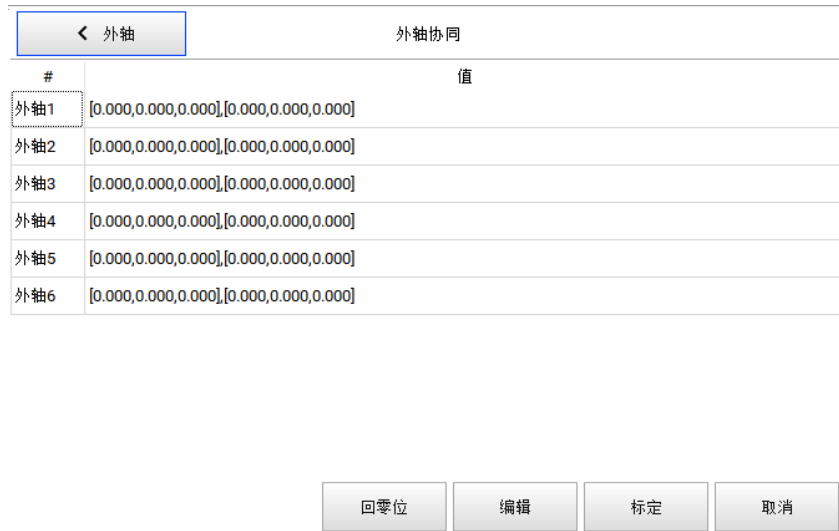 外轴 外轴协同
# 值
外轴1 [0.000,0.000,0.000],[0.000,0.000,0.000]
外轴2 [0.000,0.000,0.000],[0.000,0.000,0.000]
外轴3 [0.000,0.000,0.000],[0.000,0.000,0.000]
外轴4 [0.000,0.000,0.000],[0.000,0.000,0.000]
外轴5 [0.000,0.000,0.000],[0.000,0.000,0.000]
外轴6 [0.000,0.000,0.000],[0.000,0.000,0.000]
回零位 编辑 标定 取消